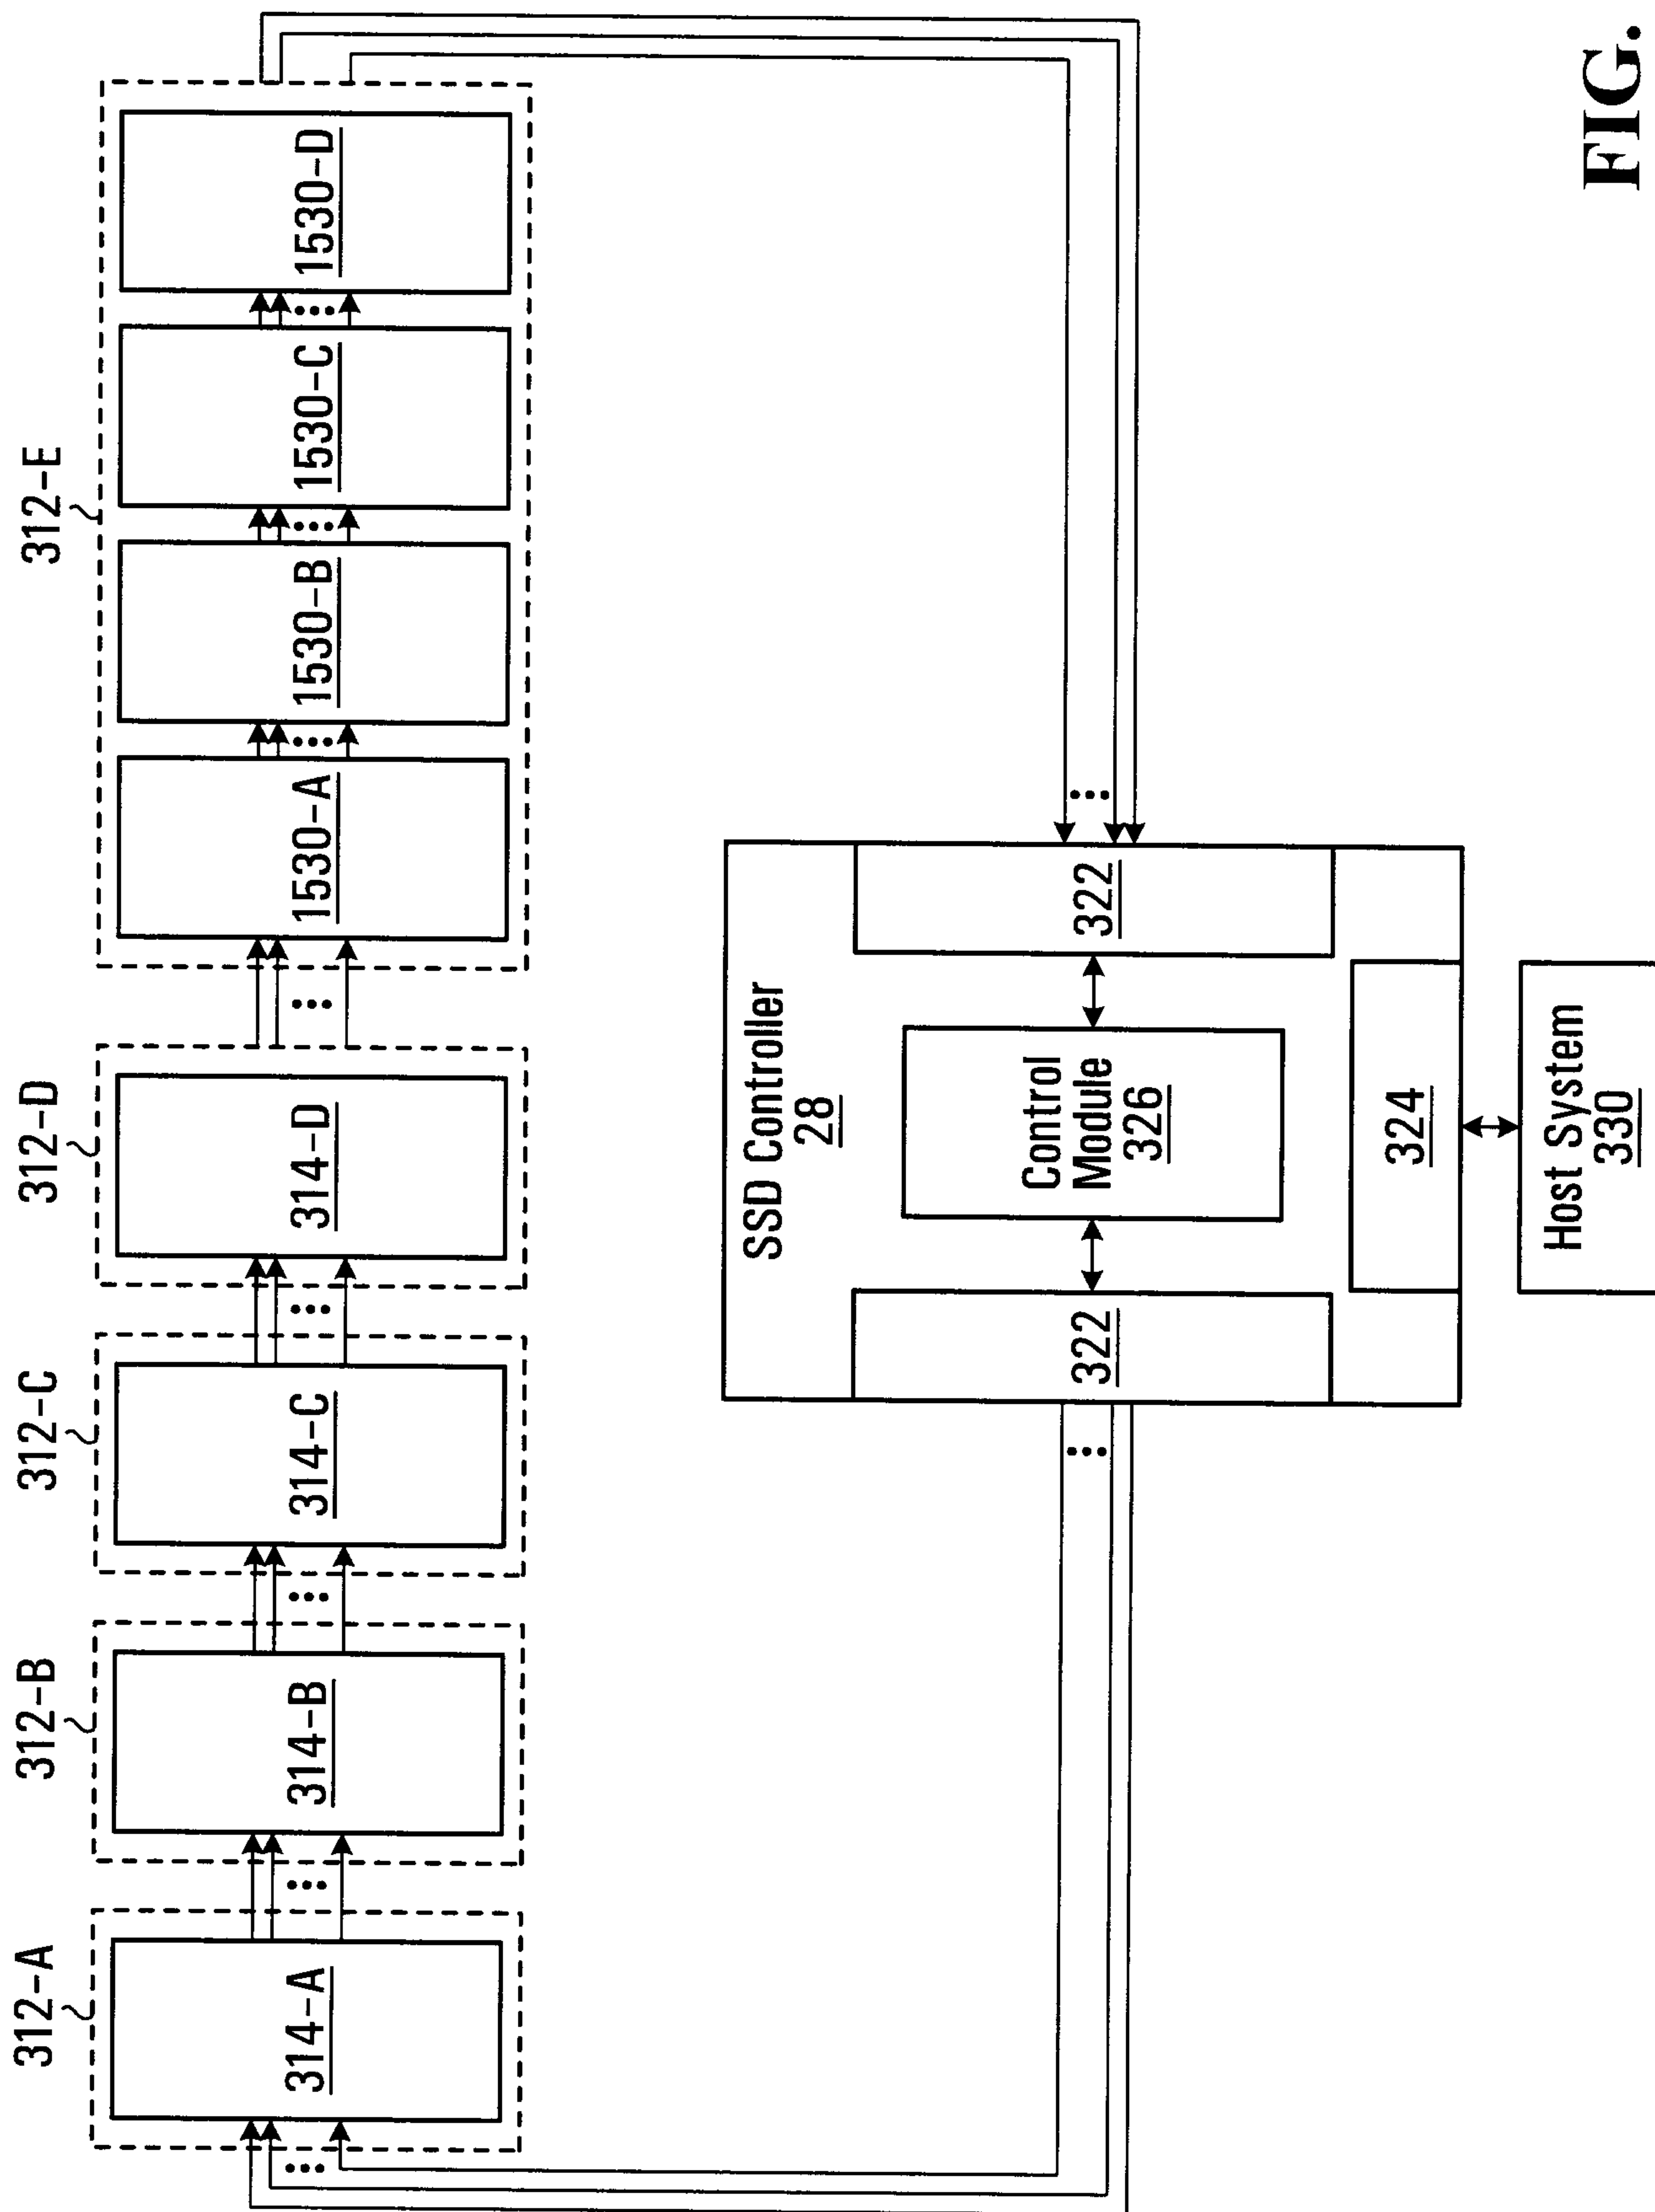 312-A
312-B
312-C
312-D
312-E
314-A
314-B
314-C
314-D
1530-A
1530-B
1530-C
1530-D
SSD Controller
28
322
Control
Module
326
322
324
Host System
330
FIG.